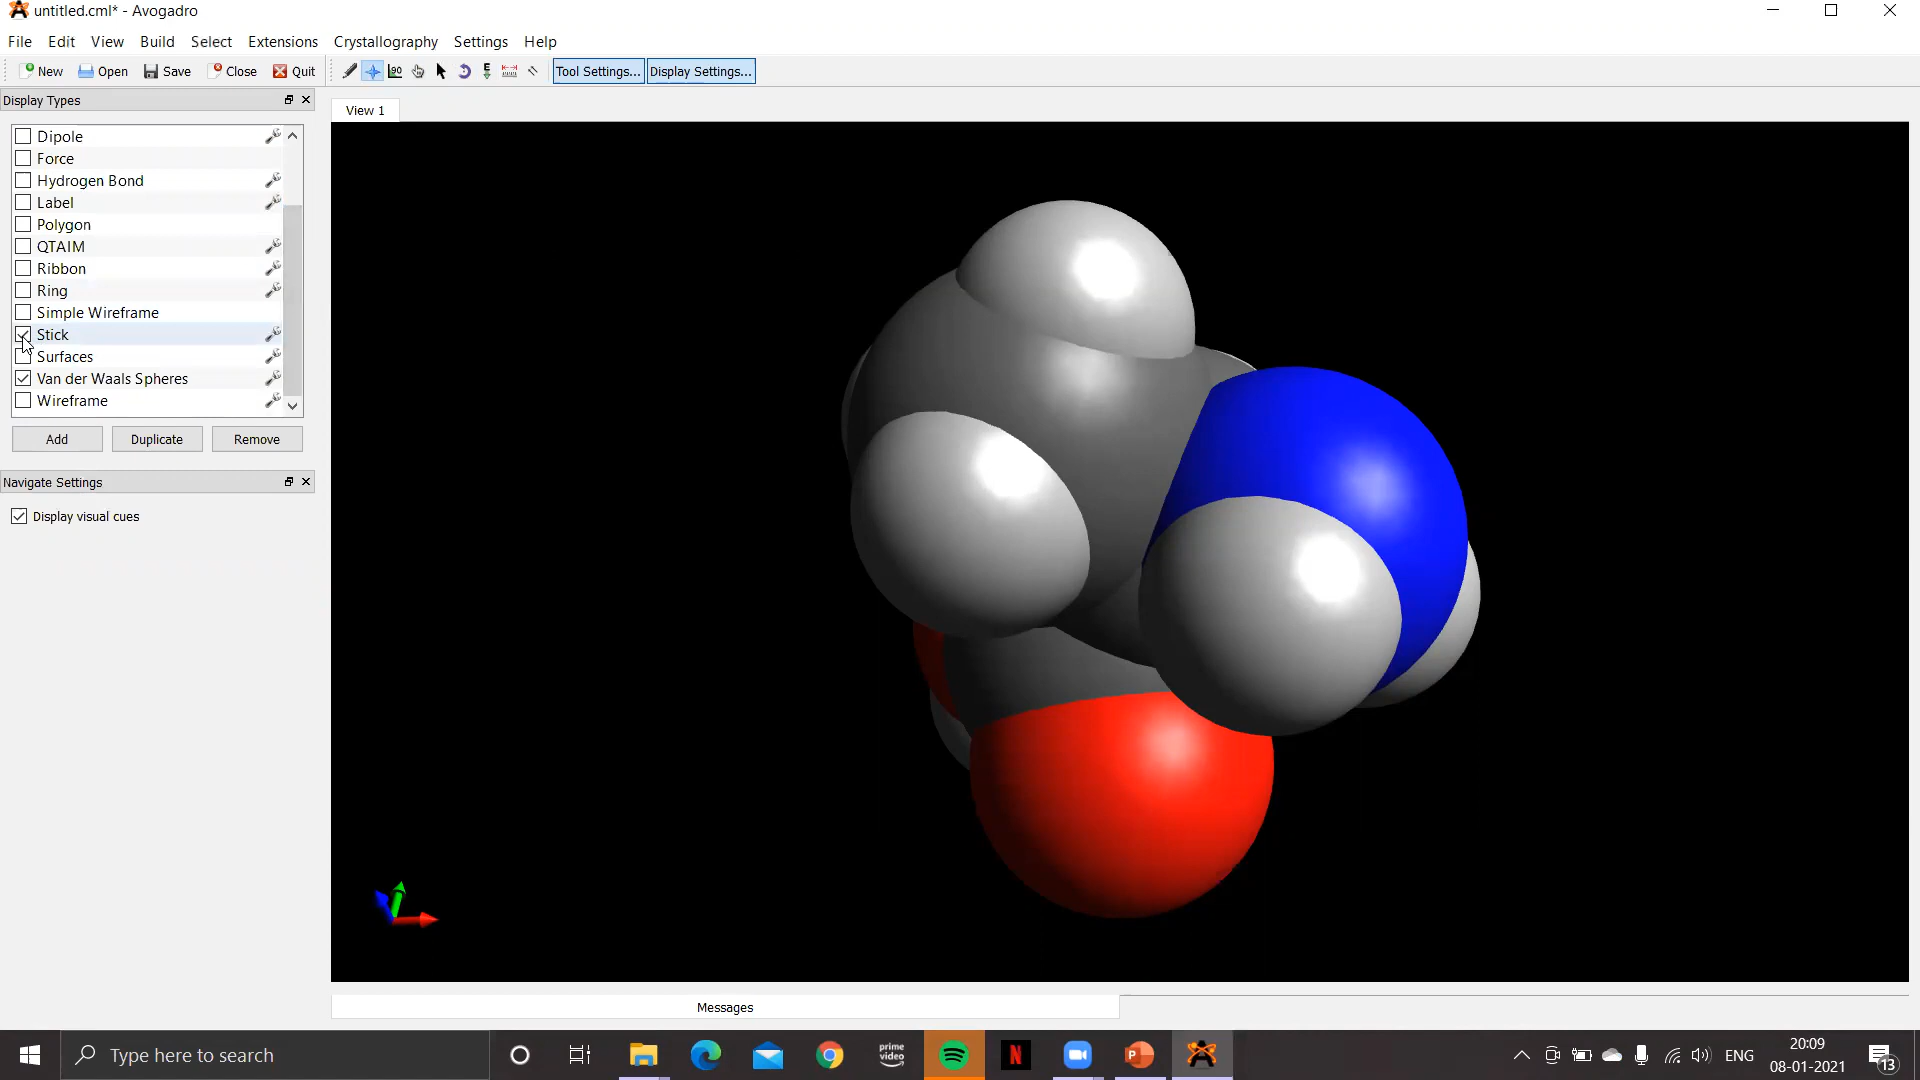 untitled.cml* - Avogadro
File Edit View Build Select Extensions Crystallography Settings Help
New Open Save Close Quit Tool Settings... Display Settings...
Display Types
View 1
Dipole
Force
Hydrogen Bond
Label
Polygon
QTAIM
Ribbon
Ring
Simple Wireframe
Stick
Surfaces
Van der Waals Spheres
Wireframe
Add Duplicate Remove
Navigate Settings
Display visual cues
Messages
Type here to search
prime
video
N
P
ENG
20:09
08-01-2021
13
90
E